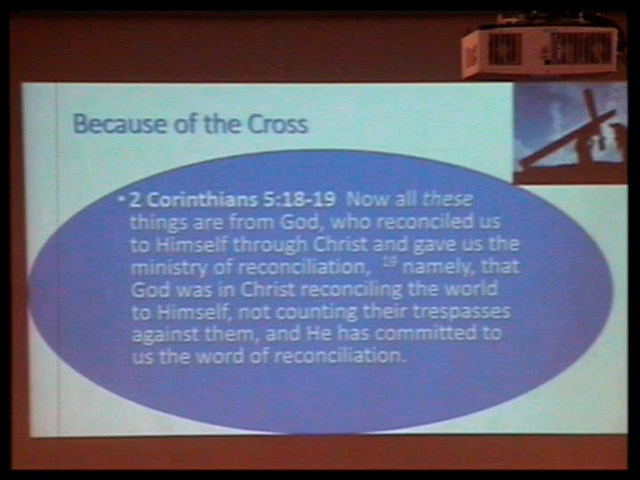 Because of the Cross
• 2 Corinthians 5:18-19 Now all these
things are from God, who reconciled us
to Himself through Christ and gave us the
ministry of reconciliation, 19 namely, that
God was in Christ reconciling the world
to Himself, not counting their trespasses
against them, and He has committed to
us the word of reconciliation.